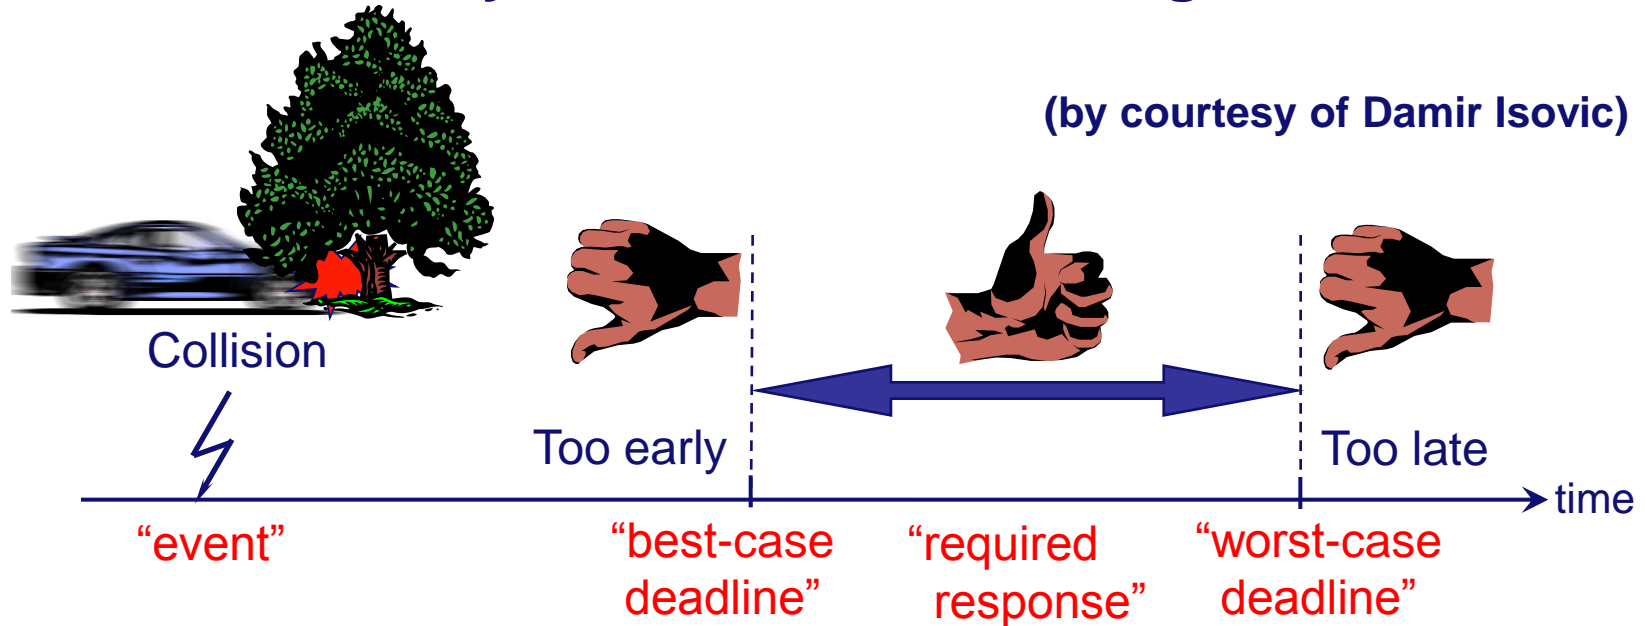 (by courtesy of Damir Isovic)
Collision
Too early
Too late
time
“event”
“best-case
deadline”
“required
response”
“worst-case
deadline”